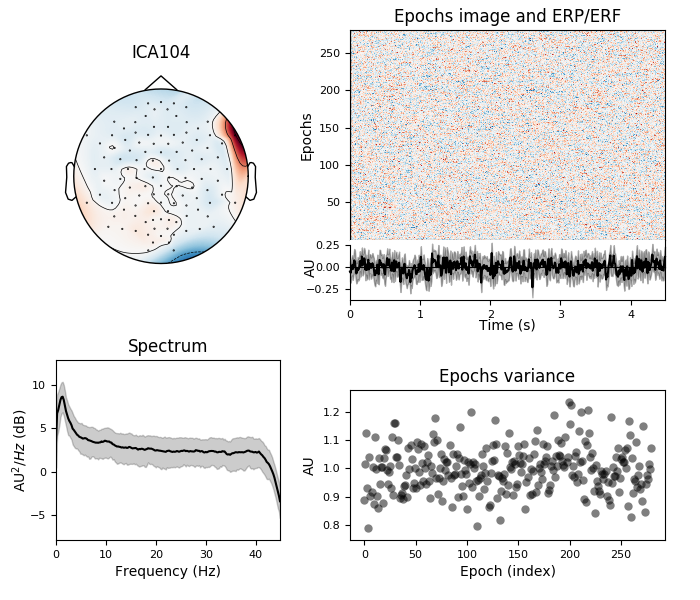 ICA104
Epochs image and ERP/ERF
Epochs
250
200
150
100
50
AU
0.25
0.00
−0.25
0 1 2 3 4
Time (s)
Spectrum
AU²/Hz (dB)
10
5
0
−5
0 10 20 30 40
Frequency (Hz)
Epochs variance
AU
1.2
1.1
1.0
0.9
0.8
0 50 100 150 200 250
Epoch (index)